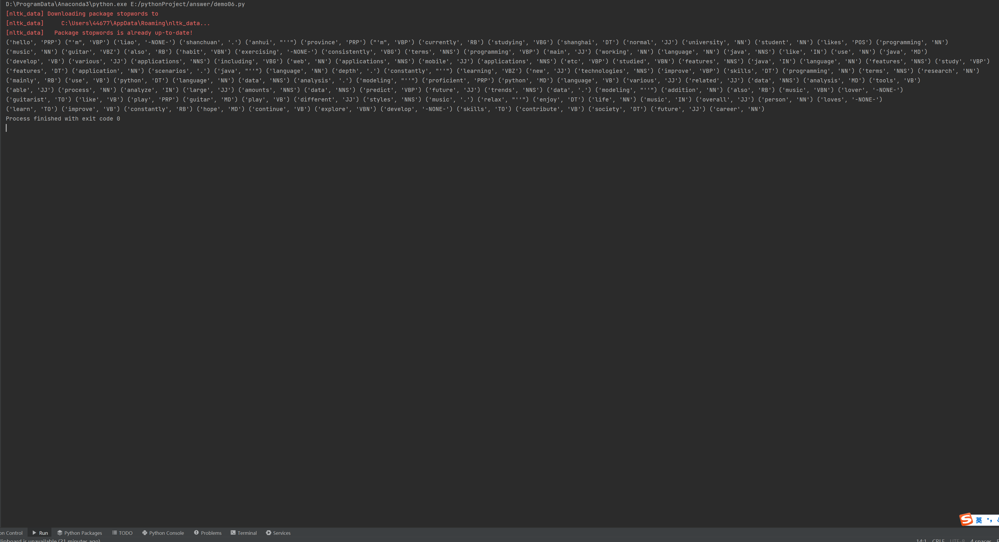 D:\ProgramData\Anaconda3\python.exe E:/pythonProject/answer/demo06.py
[nltk_data] Downloading package stopwords to
[nltk_data]     C:\Users\44677\AppData\Roaming\nltk_data...
[nltk_data]   Package stopwords is already up-to-date!
('hello', 'PRP') ("'m", 'VBP') ('liao', '-NONE-') ('shanchuan', '.') ('anhui', "''") ('province', 'PRP') ("'m", 'VBP') ('currently', 'RB') ('studying', 'VBG') ('shanghai', 'DT') ('normal', 'JJ') ('university', 'NN') ('student', 'NN') ('likes', 'POS') ('programming', 'NN')
('music', 'NN') ('guitar', 'VBZ') ('also', 'RB') ('habit', 'VBN') ('exercising', '-NONE-') ('consistently', 'VBG') ('terms', 'NNS') ('programming', 'VBP') ('main', 'JJ') ('working', 'NN') ('language', 'NN') ('java', 'NNS') ('like', 'IN') ('use', 'NN') ('java', 'MD')
('develop', 'VB') ('various', 'JJ') ('applications', 'NNS') ('including', 'VBG') ('web', 'NN') ('applications', 'NNS') ('mobile', 'JJ') ('applications', 'NNS') ('etc', 'VBP') ('studied', 'VBN') ('features', 'NNS') ('java', 'IN') ('language', 'NN') ('features', 'NNS') ('study', 'VBP')
('features', 'DT') ('application', 'NN') ('scenarios', '.') ('java', "''") ('language', 'NN') ('depth', '.') ('constantly', "''") ('learning', 'VBZ') ('new', 'JJ') ('technologies', 'NNS') ('improve', 'VBP') ('skills', 'DT') ('programming', 'NN') ('terms', 'NNS') ('research', 'NN')
('mainly', 'RB') ('use', 'VB') ('python', 'DT') ('language', 'NN') ('data', 'NNS') ('analysis', '.') ('modeling', "''") ('proficient', 'PRP') ('python', 'MD') ('language', 'VB') ('various', 'JJ') ('related', 'JJ') ('data', 'NNS') ('analysis', 'MD') ('tools', 'VB')
('able', 'JJ') ('process', 'NN') ('analyze', 'IN') ('large', 'JJ') ('amounts', 'NNS') ('data', 'NNS') ('predict', 'VBP') ('future', 'JJ') ('trends', 'NNS') ('data', '.') ('modeling', "''") ('addition', 'NN') ('also', 'RB') ('music', 'VBN') ('lover', '-NONE-')
('guitarist', 'TO') ('like', 'VB') ('play', 'PRP') ('guitar', 'MD') ('play', 'VB') ('different', 'JJ') ('styles', 'NNS') ('music', '.') ('relax', "''") ('enjoy', 'DT') ('life', 'NN') ('music', 'IN') ('overall', 'JJ') ('person', 'NN') ('loves', '-NONE-')
('learn', 'TO') ('improve', 'VB') ('constantly', 'RB') ('hope', 'MD') ('continue', 'VB') ('explore', 'VBN') ('develop', '-NONE-') ('skills', 'TO') ('contribute', 'VB') ('society', 'DT') ('future', 'JJ') ('career', 'NN')
Process finished with exit code 0
英
on Control Run Python Packages TODO Python Console Problems Terminal Services
lipboard is unavailable (21 minutes ago) 14:1 CRLF UTF-8 4 spaces